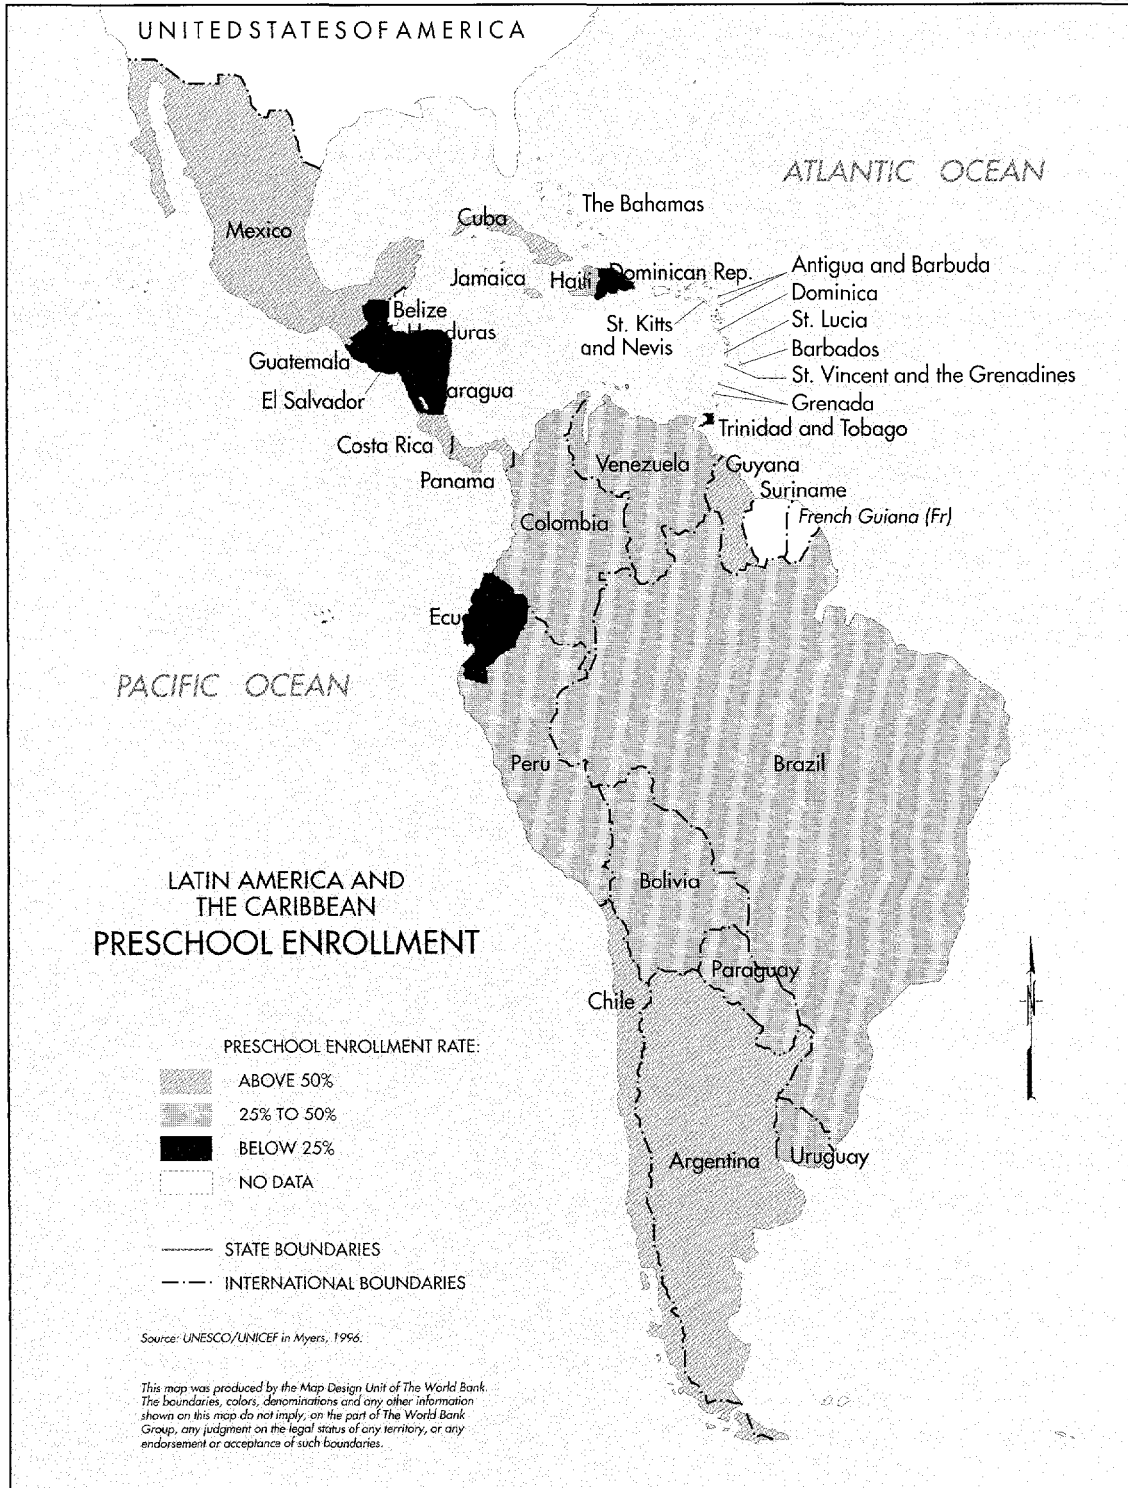 UNITED STATES OF AMERICA
ATLANTIC OCEAN
The Bahamas
Cuba
Mexico
Jamaica
Haiti
Dominican Rep.
Antigua and Barbuda
Dominica
St. Kitts
and Nevis
St. Lucia
Barbados
St. Vincent and the Grenadines
Grenada
Trinidad and Tobago
Belize
Honduras
Guatemala
El Salvador
aragua
Costa Rica
Panama
Venezuela
Guyana
Suriname
French Guiana (Fr)
Colombia
Ecu
PACIFIC OCEAN
Peru
Brazil
Bolivia
Paraguay
Chile
Argentina
Uruguay
N
LATIN AMERICA AND
THE CARIBBEAN
PRESCHOOL ENROLLMENT
PRESCHOOL ENROLLMENT RATE:
ABOVE 50%
25% TO 50%
BELOW 25%
NO DATA
STATE BOUNDARIES
INTERNATIONAL BOUNDARIES
Source: UNESCO/UNICEF in Myers, 1996.
This map was produced by the Map Design Unit of The World Bank.
The boundaries, colors, denominations and any other information
shown on this map do not imply, on the part of The World Bank
Group, any judgment on the legal status of any territory, or any
endorsement or acceptance of such boundaries.